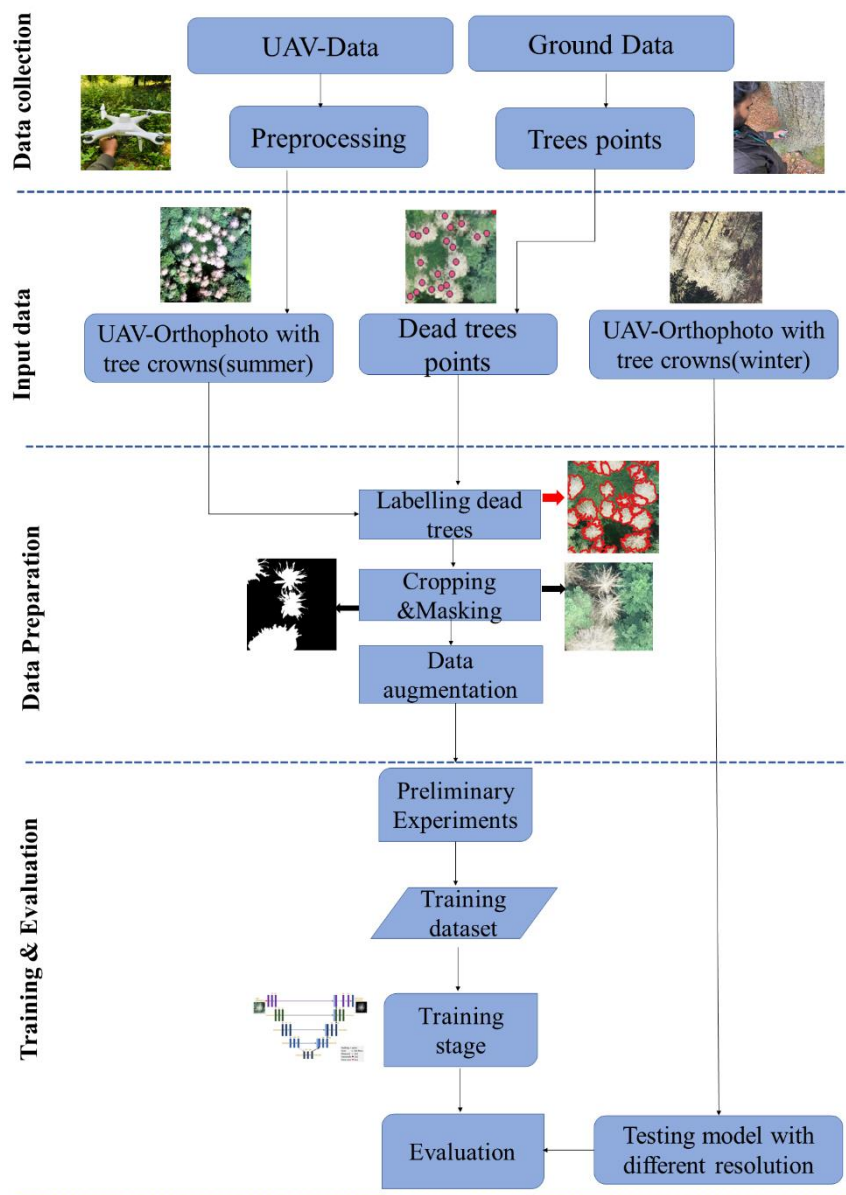 Data collection
UAV-Data
Ground Data
Preprocessing
Trees points
Input data
UAV-Orthophoto with
tree crowns(summer)
Dead trees
points
UAV-Orthophoto with
tree crowns(winter)
Data Preparation
Labelling dead
trees
Cropping
&Masking
Data
augmentation
Training & Evaluation
Preliminary
Experiments
Training
dataset
Training
stage
Evaluation
Testing model with
different resolution